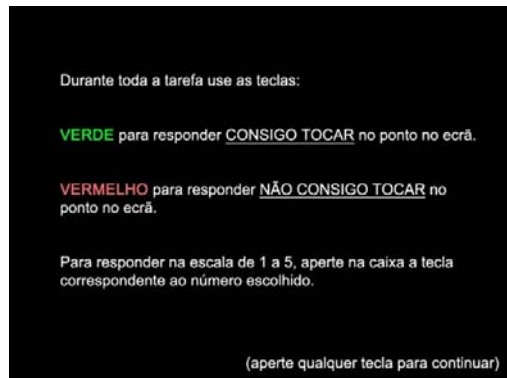 Durante toda a tarefa use as teclas:
VERDE para responder CONSIGO TOCAR no ponto no ecrã.
VERMELHO para responder NÃO CONSIGO TOCAR no
ponto no ecrã.
Para responder na escala de 1 a 5, aperte na caixa a tecla
correspondente ao número escolhido.
(aperte qualquer tecla para continuar)